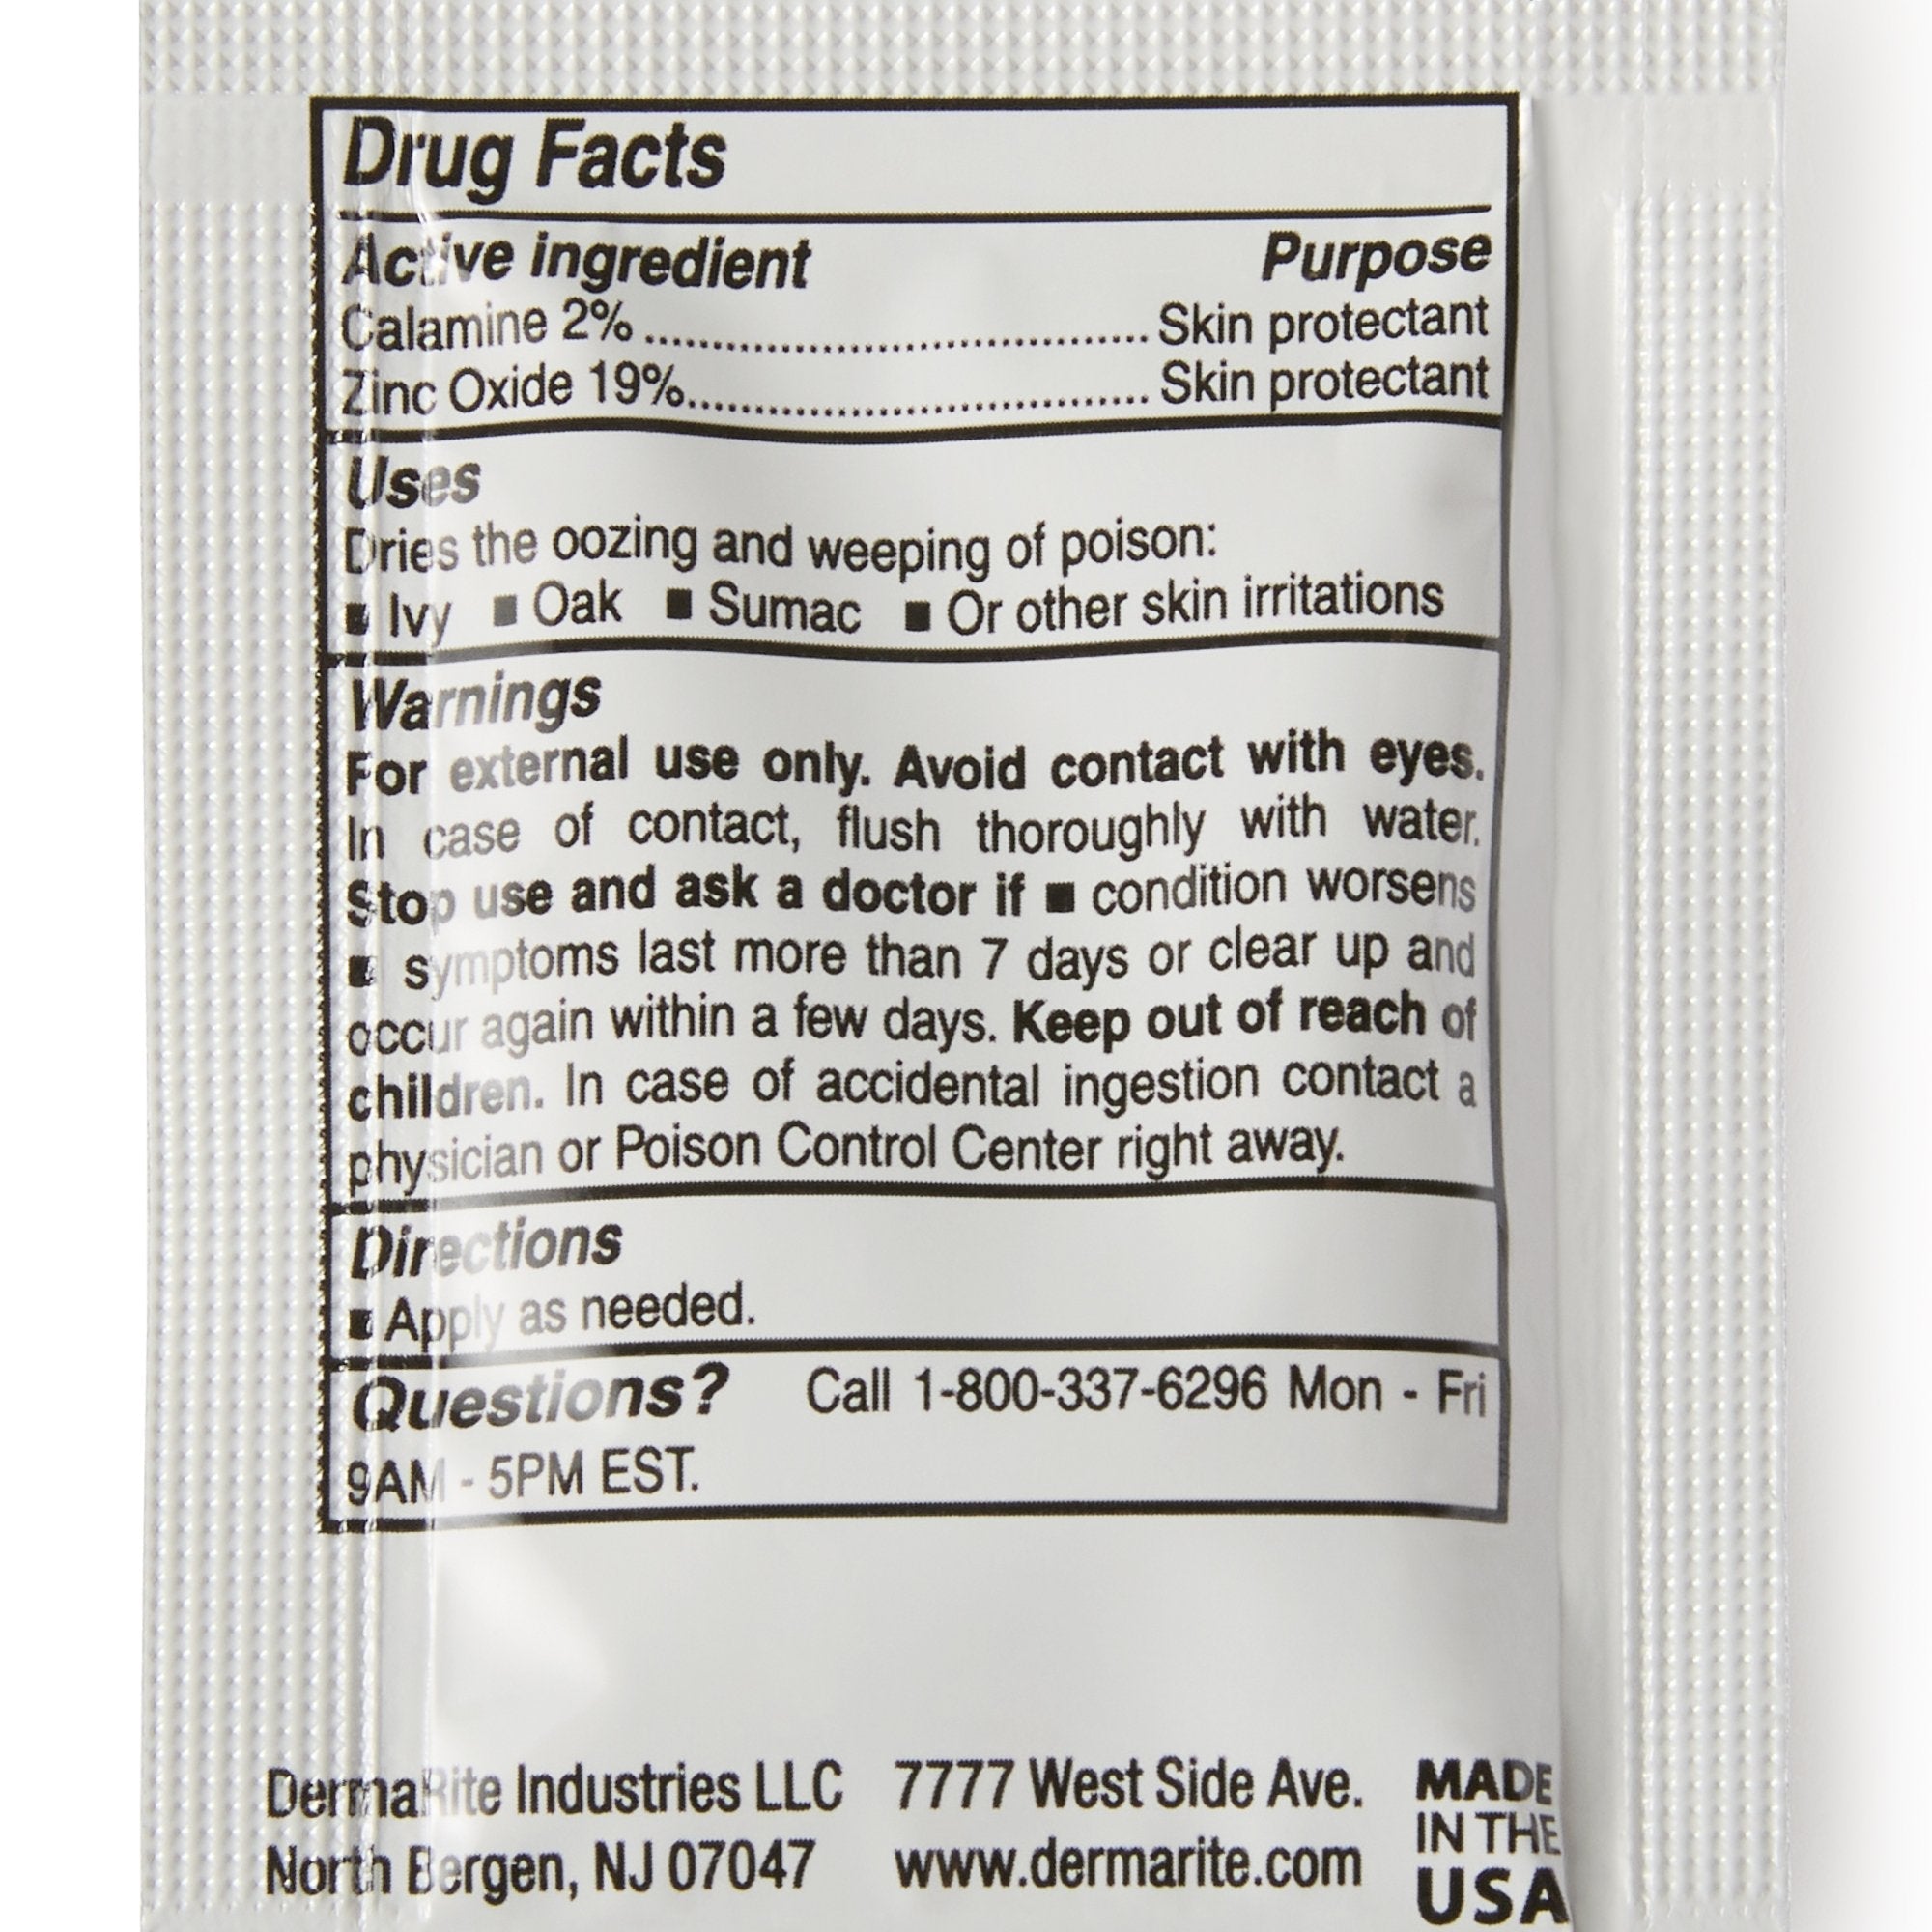 Drug Facts
Active ingredient Purpose
Calamine 2%.....................................Skin protectant
Zinc Oxide 19%..................................Skin protectant
Uses
Dries the oozing and weeping of poison:
■ Ivy ■ Oak ■ Sumac ■ Or other skin irritations
Warnings
For external use only. Avoid contact with eyes.
In case of contact, flush thoroughly with water.
Stop use and ask a doctor if ■ condition worsens
■ symptoms last more than 7 days or clear up and
occur again within a few days. Keep out of reach of
children. In case of accidental ingestion contact a
physician or Poison Control Center right away.
Directions
■ Apply as needed.
Questions? Call 1-800-337-6296 Mon - Fri
9AM - 5PM EST.
DermaRite Industries LLC 7777 West Side Ave.
North Bergen, NJ 07047 www.dermarite.com
MADE
IN THE
USA